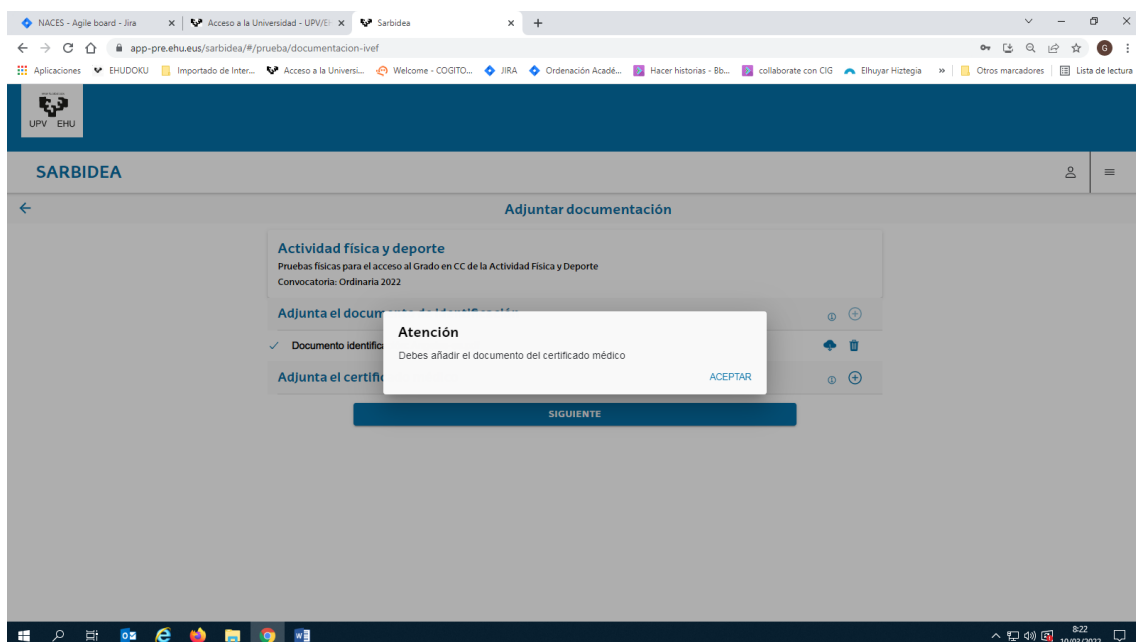 NACES - Agile board - Jira
Acceso a la Universidad - UPV/E
Sarbidea
app-pre.ehu.eus/sarbidea/#/prueba/documentacion-ivef
G
Aplicaciones
EHUDOKU
Importado de Inter...
Acceso a la Universi...
Welcome - COGITO...
JIRA
Ordenación Acadé...
Hacer historias - Bb...
collaborate con CIG
Elhuyar Hiztegia
»
Otros marcadores
Lista de lectura
UPV EHU
SARBIDEA
Adjuntar documentación
Actividad física y deporte
Pruebas físicas para el acceso al Grado en CC de la Actividad Física y Deporte
Convocatoria: Ordinaria 2022
Adjunta el docum
Atención
Documento identific
Debes añadir el documento del certificado médico
Adjunta el certific
ACEPTAR
SIGUIENTE
8:22
10/03/2022